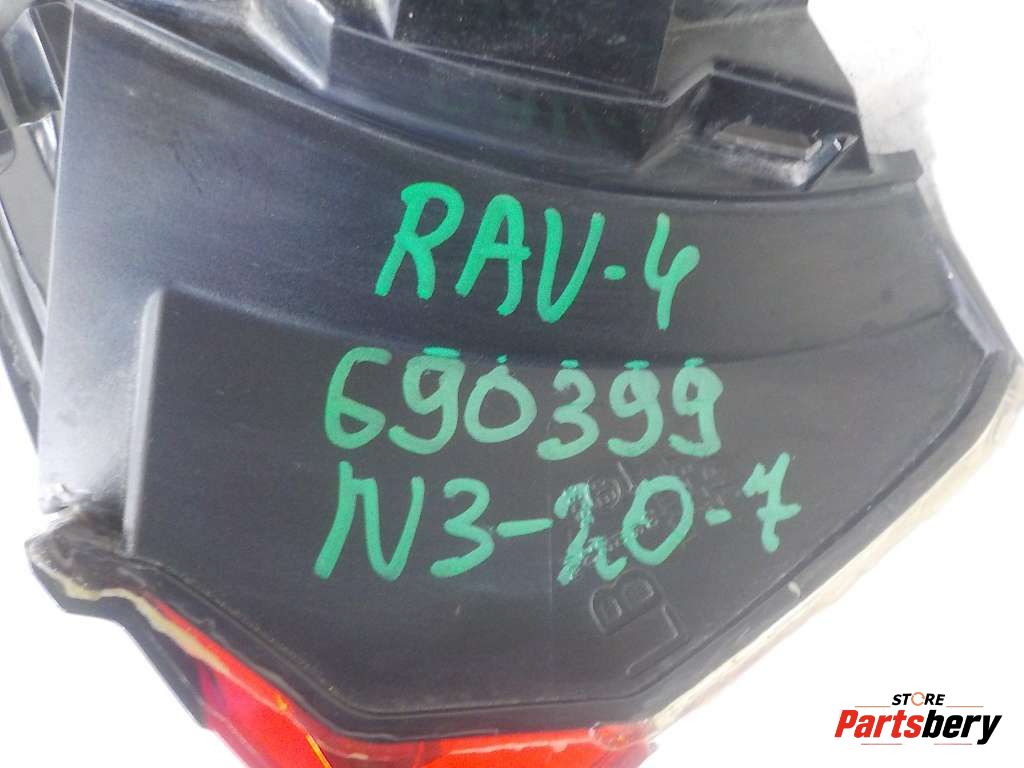 RAV-4
690399
N3-20-7
STORE
Partsbery